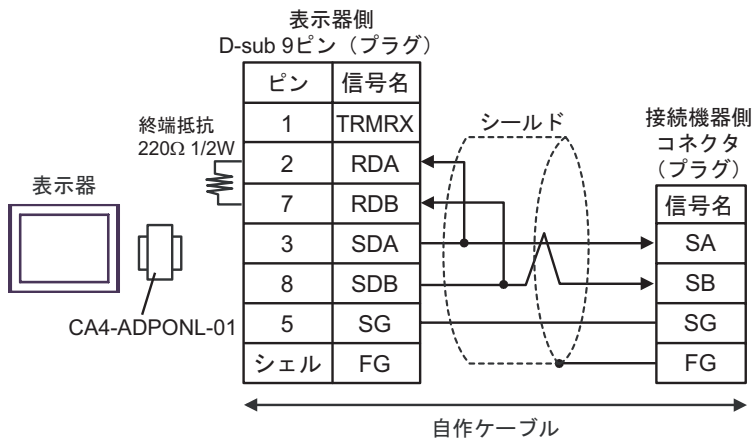 表示器側
D-sub 9ピン（プラグ）
ピン 信号名
1 TRMRX
2 RDA
7 RDB
3 SDA
8 SDB
5 SG
シェル FG
終端抵抗
220Ω 1/2W
表示器
CA4-ADPONL-01
シールド
接続機器側
コネクタ
（プラグ）
信号名
SA
SB
SG
FG
自作ケーブル